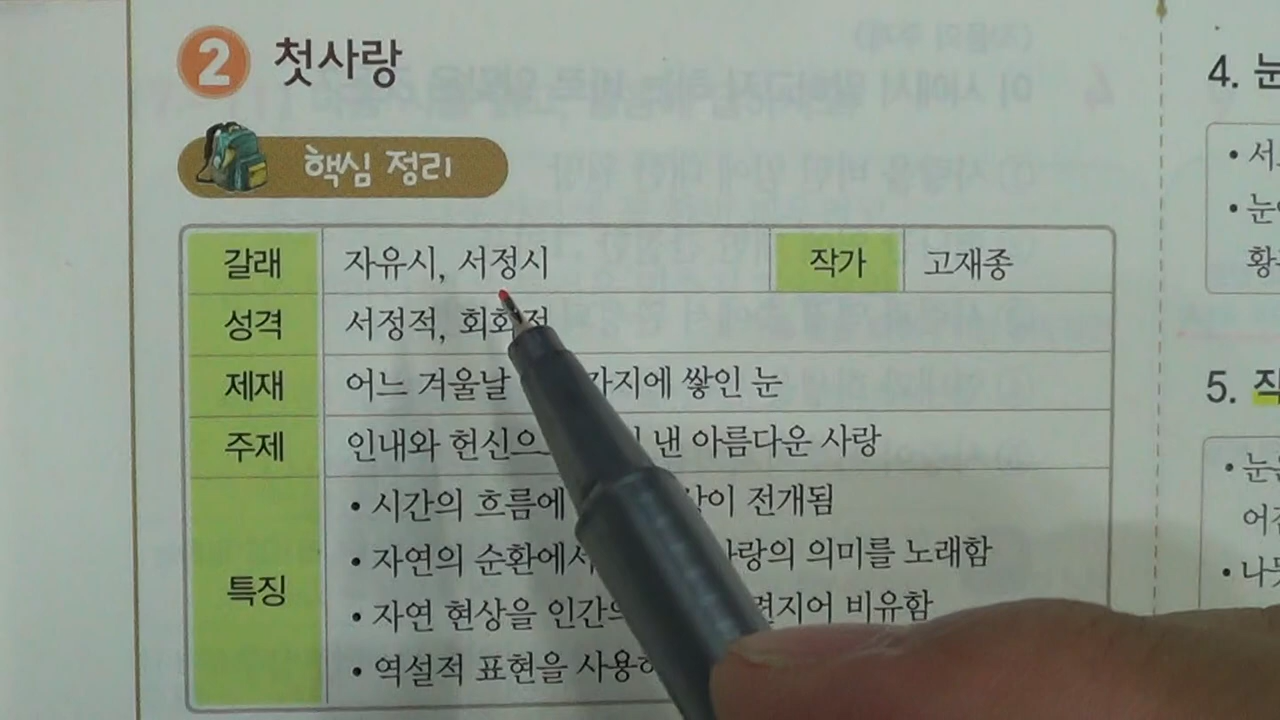 2 첫사랑
핵심 정리
갈래 자유시, 서정시 작가 고재종
성격 서정적, 회화적
제재 어느 겨울날 가지에 쌓인 눈
주제 인내와 헌신으 낸 아름다운 사랑
특징
• 시간의 흐름에 전개됨
• 자연의 순환에서 사랑의 의미를 노래함
• 자연 현상을 인간의 연지어 비유함
• 역설적 표현을 사용하
4. 눈
• 서
• 눈
황
5. 작
• 눈은
어
• 나